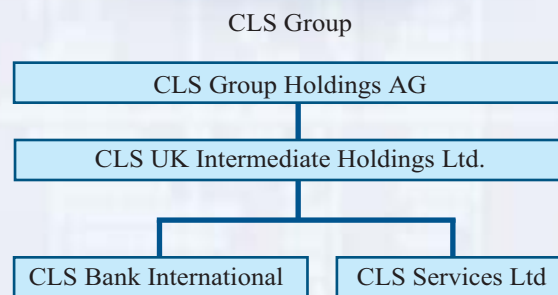 CLS Group
CLS Group Holdings AG
CLS UK Intermediate Holdings Ltd.
CLS Bank International
CLS Services Ltd